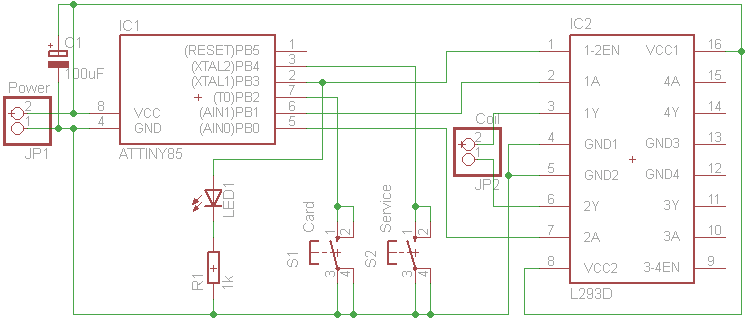 IC1
IC2
C1
100uF
Power
2
1
JP1
(RESET)PB5
1
(XTAL2)PB4
3
(XTAL1)PB3
2
(T0)PB2
7
8
VCC
(AIN1)PB1
6
4
GND
(AIN0)PB0
5
ATTINY85
Coil
2
1
JP2
1
1-2EN
VCC1
16
2
1A
4A
15
3
1Y
4Y
14
4
GND1
GND3
13
5
GND2
GND4
12
6
2Y
3Y
11
7
2A
3A
10
8
VCC2
3-4EN
9
L293D
LED1
R1
1k
S1
Card
1
2
3
4
S2
Service
1
2
3
4